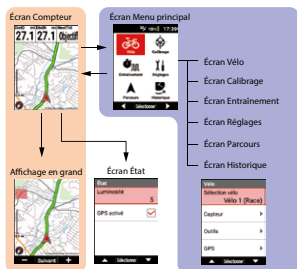 Écran Compteur
Écran Menu principal
27.1
27.1
Objectif
17:39
Vélo
Calibrage
Entraînement
Réglages
Parcours
Historique
Sélectionner
Écran Vélo
Écran Calibrage
Écran Entraînement
Écran Réglages
Écran Parcours
Écran Historique
Affichage en grand
Écran État
Suivant
État
Luminosité
5
GPS activé
Sélectionner
Vélo
Sélection vélo
Vélo 1 (Race)
Capteur
Outils
GPS
Sélectionner